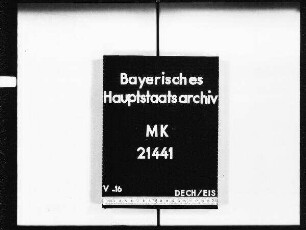 Bayerisches
Hauptstaatsarchiv
MK
21441
V -16 DECH/EIS